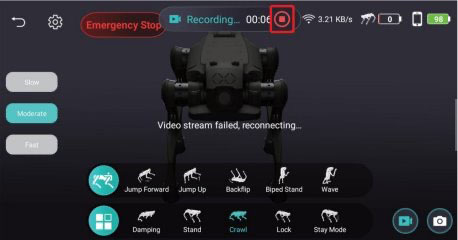 Emergency Stop
Recording... 00:06
3.21 KB/s
0
98
Slow
Moderate
Fast
Video stream failed, reconnecting...
Jump Forward
Jump Up
Backflip
Biped Stand
Wave
Damping
Stand
Crawl
Lock
Stay Mode